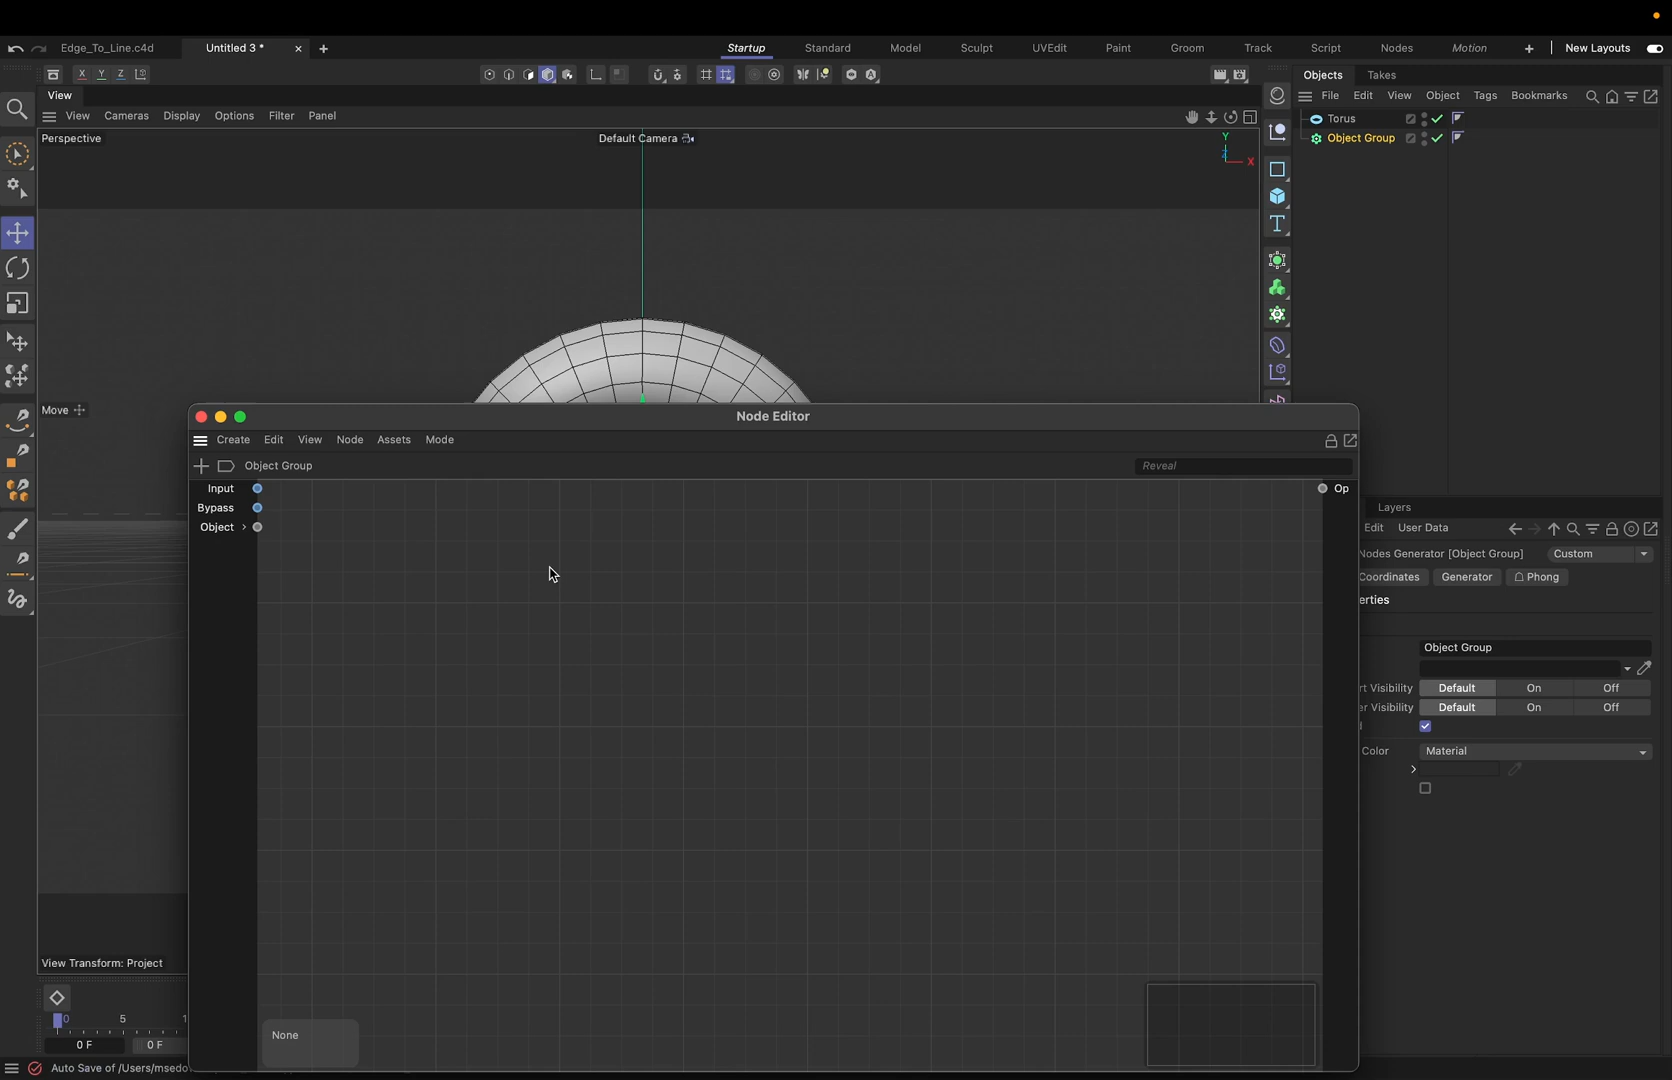 Edge_To_Line.c4d
Untitled 3 *
Startup
Standard
Model
Sculpt
UVEdit
Paint
Groom
Track
Script
Nodes
Motion
New Layouts
X Y Z
Objects
Takes
View
File Edit View Object Tags Bookmarks
View Cameras Display Options Filter Panel
Torus
Object Group
Perspective
Default Camera
Y
Z
X
Move
Node Editor
Create Edit View Node Assets Mode
Object Group
Reveal
Input
Bypass
Object
Op
Layers
Edit User Data
Nodes Generator [Object Group]
Custom
Coordinates
Generator
Phong
erties
Object Group
rt Visibility Default On Off
er Visibility Default On Off
Color Material
View Transform: Project
0 5 1
0 F 0 F
None
Auto Save of /Users/msedov